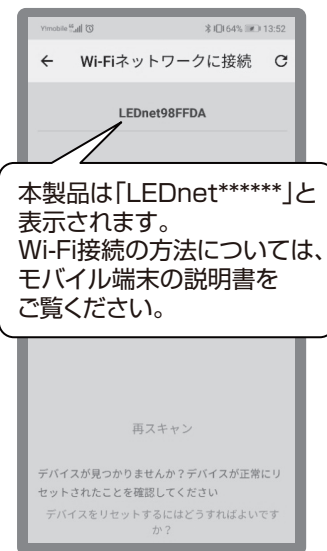 Y!mobile 13:52
64%
Wi-Fiネットワークに接続
LEDnet98FFDA
本製品は「LEDnet******」と
表示されます。
Wi-Fi接続の方法については、
モバイル端末の説明書を
ご覧ください。
再スキャン
デバイスが見つかりませんか？デバイスが正常にリ
セットされたことを確認してください
デバイスをリセットするにはどうすればよいです
か？